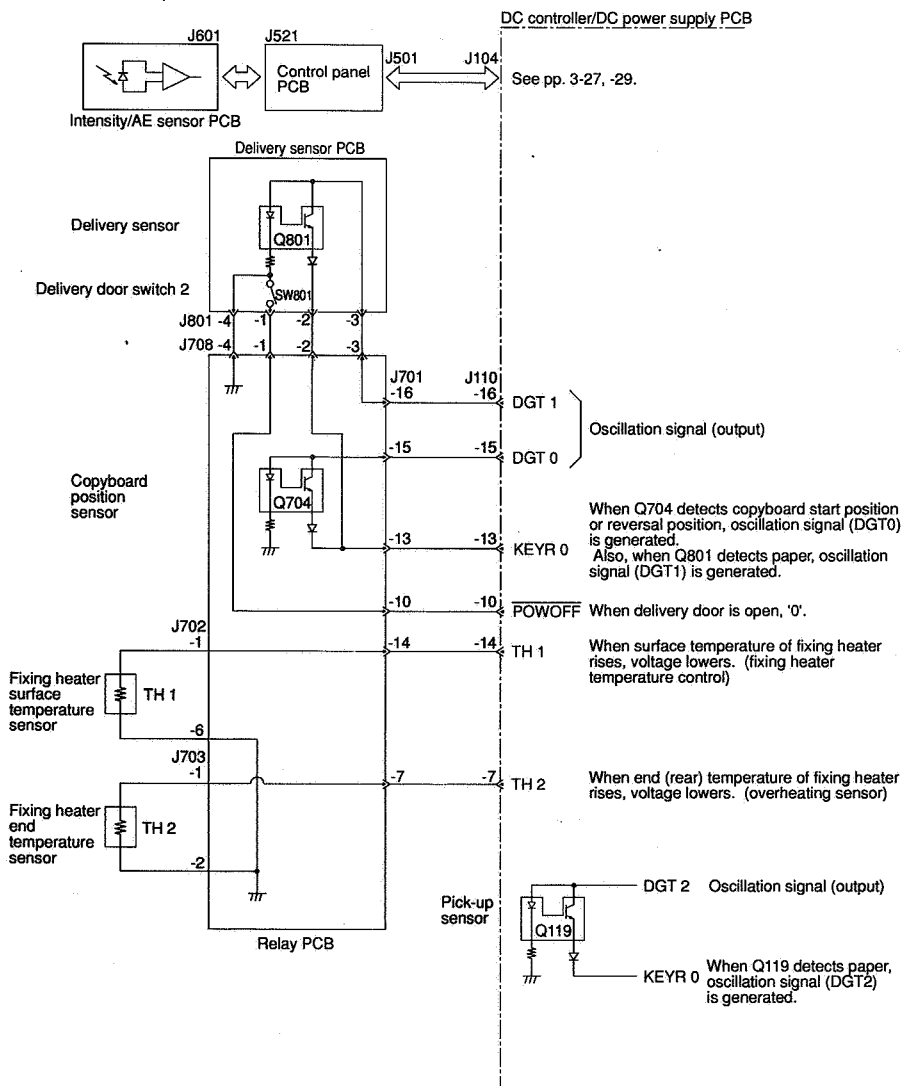 DC controller/DC power supply PCB
J601
J521
J501
J104
Control panel
PCB
See pp. 3-27, -29.
Intensity/AE sensor PCB
Delivery sensor PCB
Delivery sensor
Q801
Delivery door switch 2
SW801
J801 -4 -1 -2 -3
J708 -4 -1 -2 -3
J701
J110
-16
-16
DGT 1
Oscillation signal (output)
-15
-15
DGT 0
Copyboard
position
sensor
Q704
When Q704 detects copyboard start position
or reversal position, oscillation signal (DGT0)
is generated.
Also, when Q801 detects paper, oscillation
signal (DGT1) is generated.
-13
-13
KEYR 0
-10
-10
POWOFF
When delivery door is open, '0'.
J702
-1
-14
-14
TH 1
When surface temperature of fixing heater
rises, voltage lowers. (fixing heater
temperature control)
Fixing heater
surface
temperature
sensor
TH 1
-6
J703
-1
-7
-7
TH 2
When end (rear) temperature of fixing heater
rises, voltage lowers. (overheating sensor)
Fixing heater
end
temperature
sensor
TH 2
-2
Relay PCB
Pick-up
sensor
DGT 2 Oscillation signal (output)
Q119
KEYR 0
When Q119 detects paper,
oscillation signal (DGT2)
is generated.